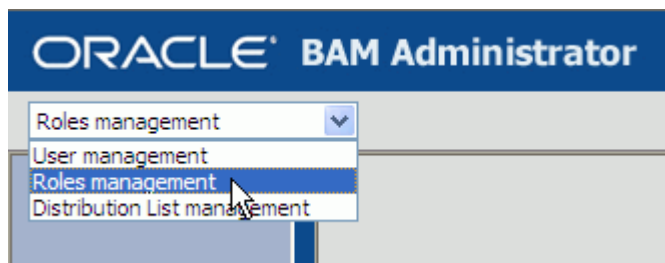 ORACLE BAM Administrator
Roles management
User management
Roles management
Distribution List management